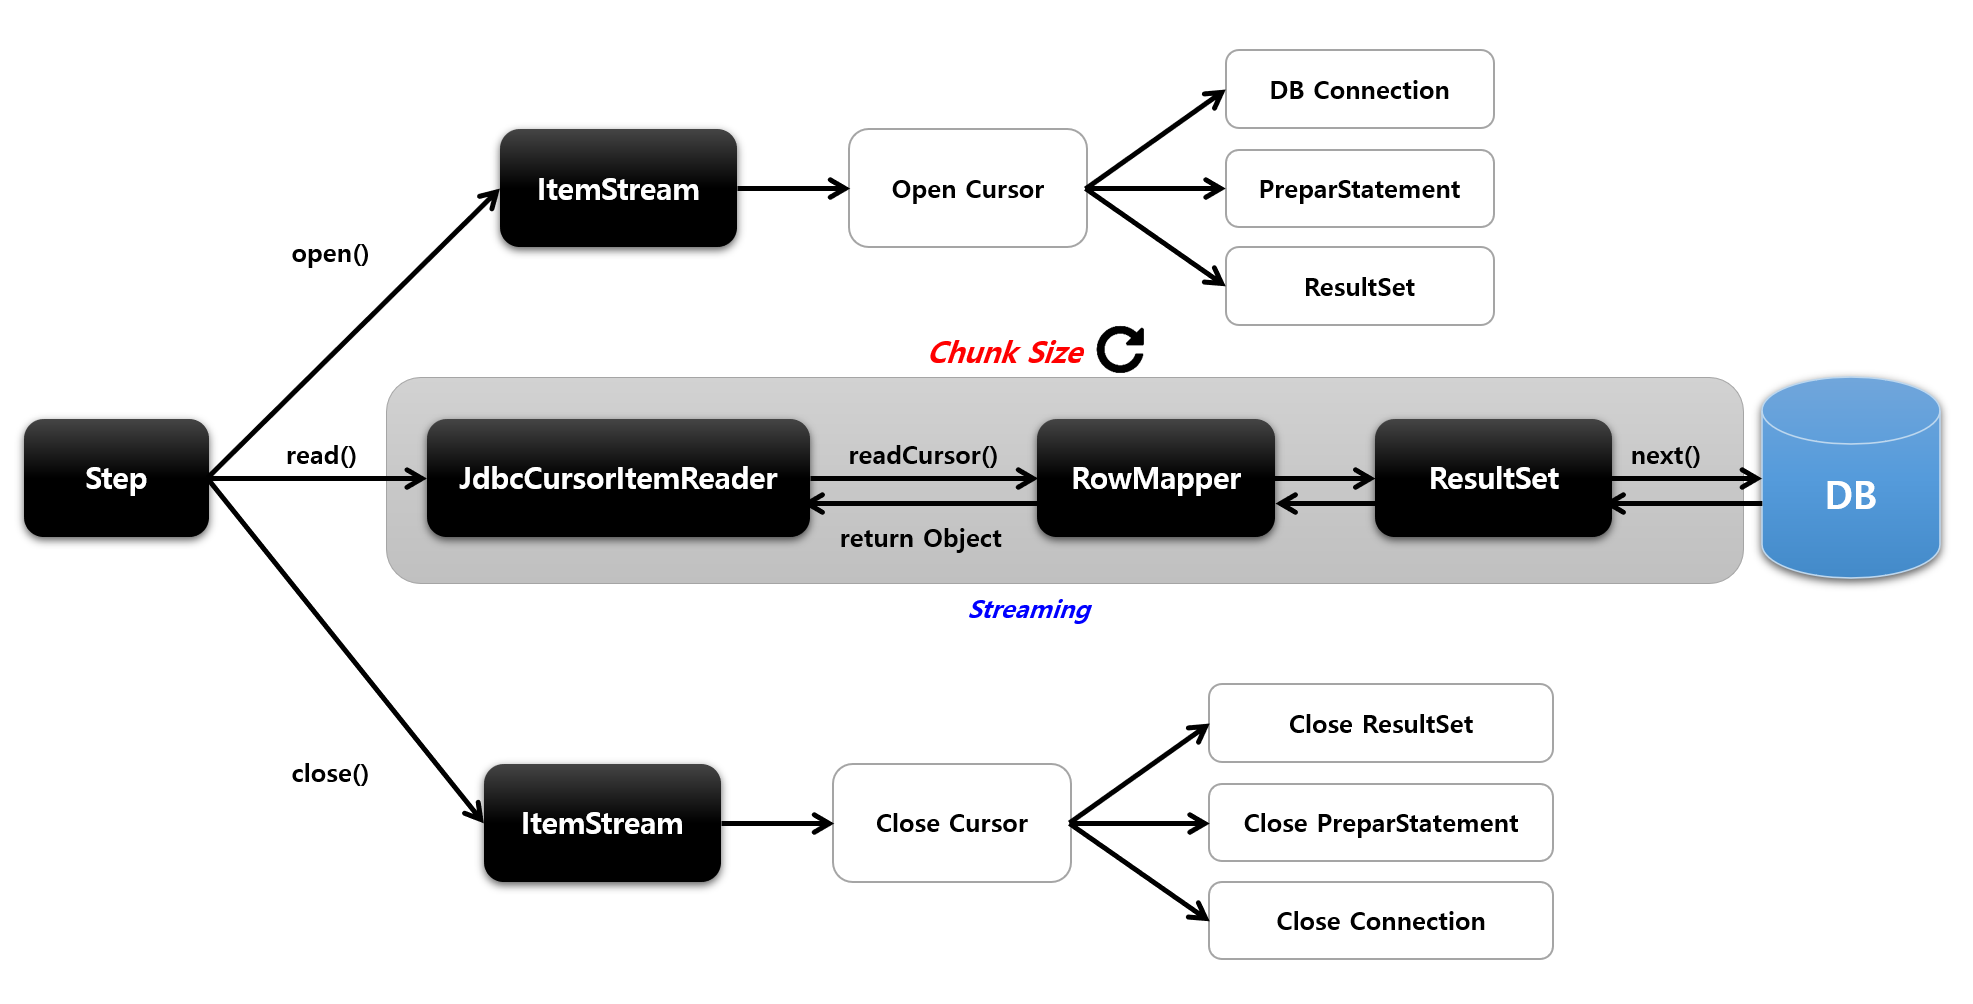 DB Connection
ItemStream
Open Cursor
PreparStatement
open()
ResultSet
Chunk Size
Step
read()
JdbcCursorItemReader
readCursor()
return Object
RowMapper
ResultSet
next()
DB
Streaming
close()
ItemStream
Close Cursor
Close ResultSet
Close PreparStatement
Close Connection